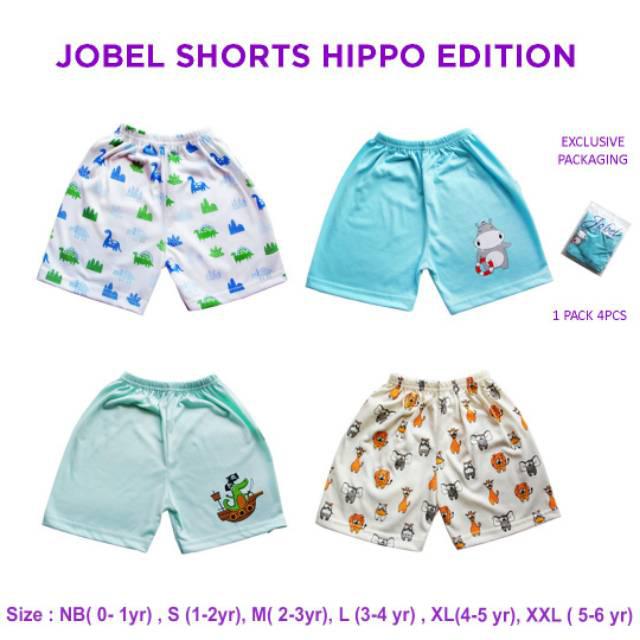 JOBEL SHORTS HIPPO EDITION
EXCLUSIVE
PACKAGING
Jobel
1 PACK 4PCS
Size : NB( 0- 1yr) , S (1-2yr), M( 2-3yr), L (3-4 yr) , XL(4-5 yr), XXL ( 5-6 yr)